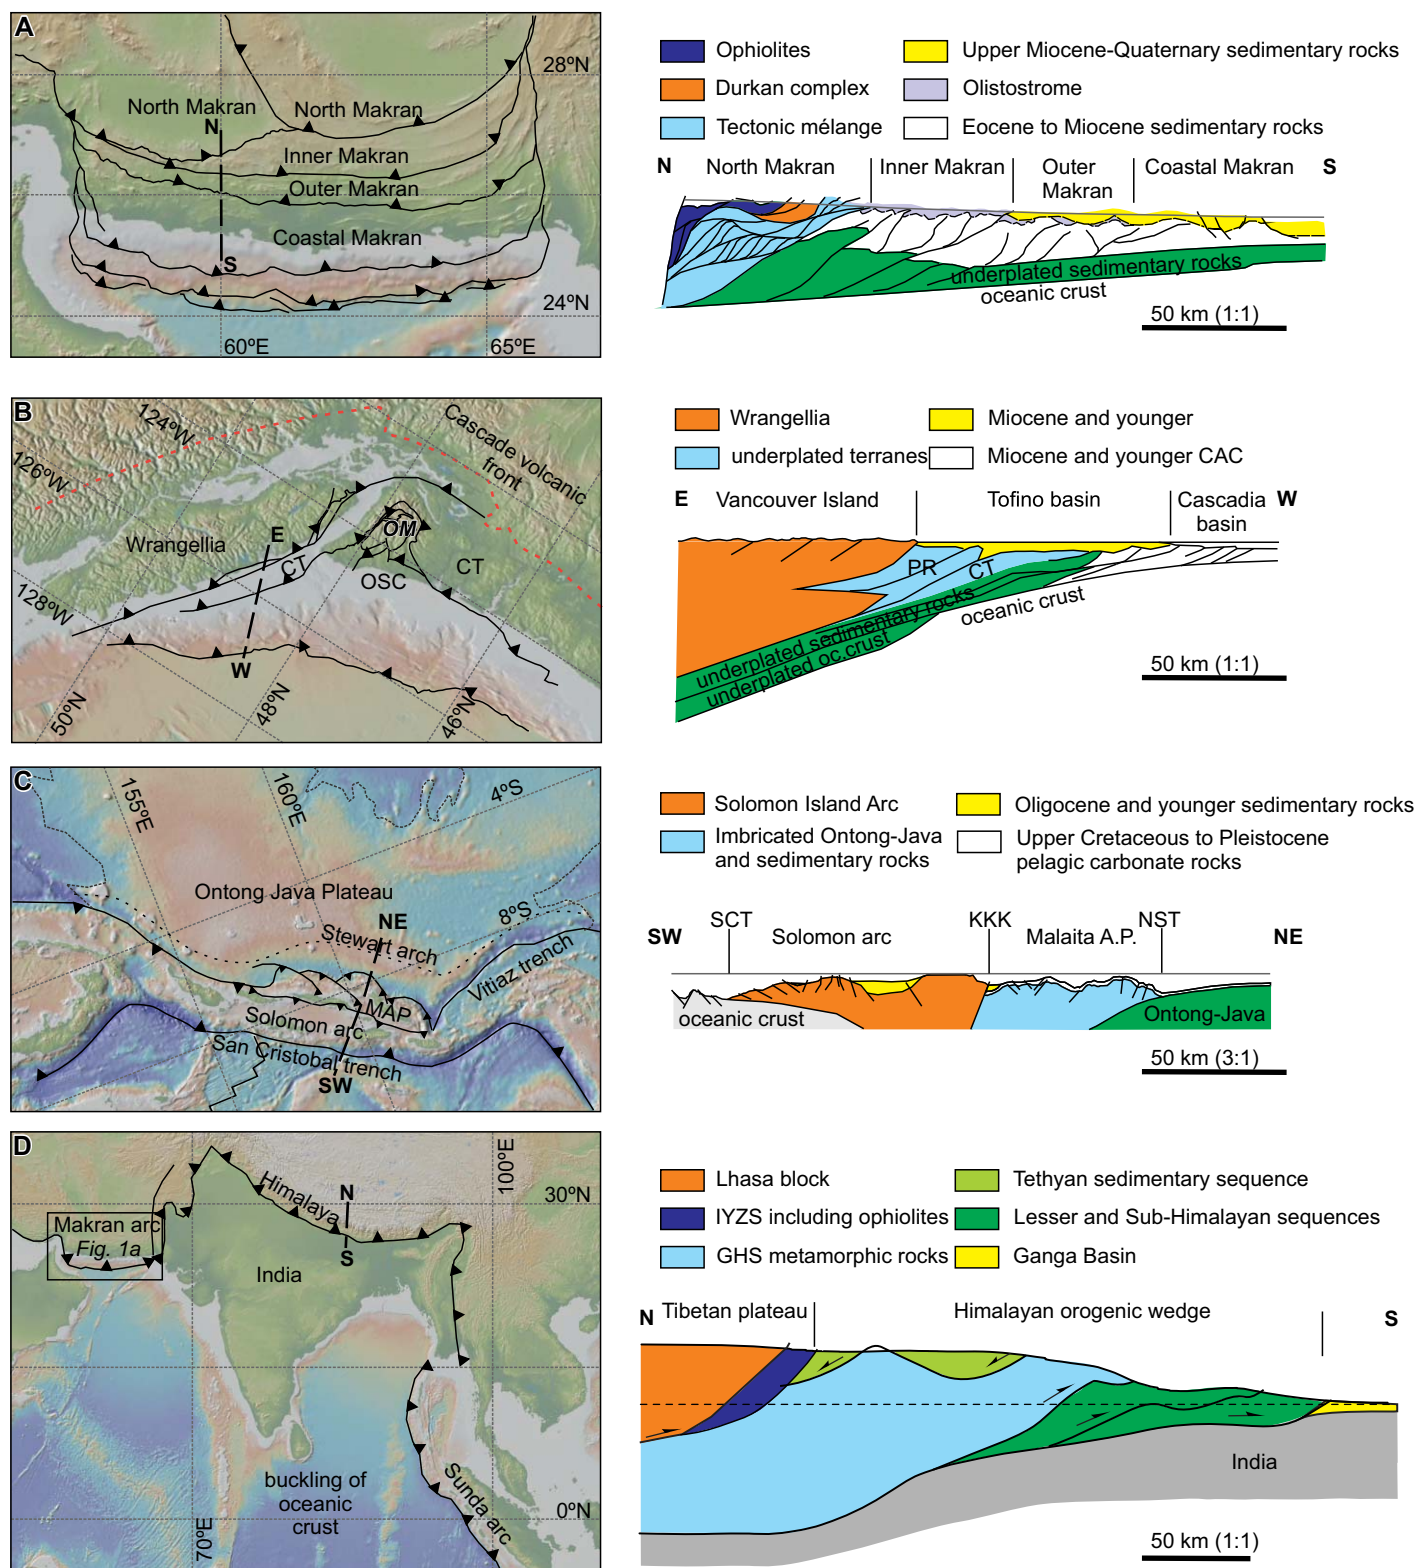 A
28ºN
North Makran
North Makran
N
Inner Makran
Outer Makran
Coastal Makran
S
24ºN
60ºE
65ºE
Ophiolites
Upper Miocene-Quaternary sedimentary rocks
Durkan complex
Olistostrome
Tectonic mélange
Eocene to Miocene sedimentary rocks
N
North Makran
Inner Makran
Outer
Makran
Coastal Makran
S
underplated sedimentary rocks
oceanic crust
50 km (1:1)
B
124ºW
126ºW
128ºW
Cascade volcanic
front
OM
E
Wrangellia
CT
CT
OSC
W
50ºN
48ºN
46ºN
Wrangellia
Miocene and younger
underplated terranes
Miocene and younger CAC
E
Vancouver Island
Tofino basin
Cascadia
basin
W
PR
CT
underplated sedimentary rocks
underplated oc.crust
oceanic crust
50 km (1:1)
C
155ºE
160ºE
4ºS
Ontong Java Plateau
8ºS
NE
Stewart arch
Vitiaz trench
MAP
Solomon arc
San Cristobal trench
SW
Solomon Island Arc
Oligocene and younger sedimentary rocks
Imbricated Ontong-Java
and sedimentary rocks
Upper Cretaceous to Pleistocene
pelagic carbonate rocks
SW
SCT
Solomon arc
KKK
Malaita A.P.
NST
NE
oceanic crust
Ontong-Java
50 km (3:1)
D
100ºE
30ºN
Himalaya
N
S
Makran arc
Fig. 1a
India
buckling of
oceanic
crust
Sunda arc
0ºN
70ºE
Lhasa block
Tethyan sedimentary sequence
IYZS including ophiolites
Lesser and Sub-Himalayan sequences
GHS metamorphic rocks
Ganga Basin
N
Tibetan plateau
Himalayan orogenic wedge
S
India
50 km (1:1)